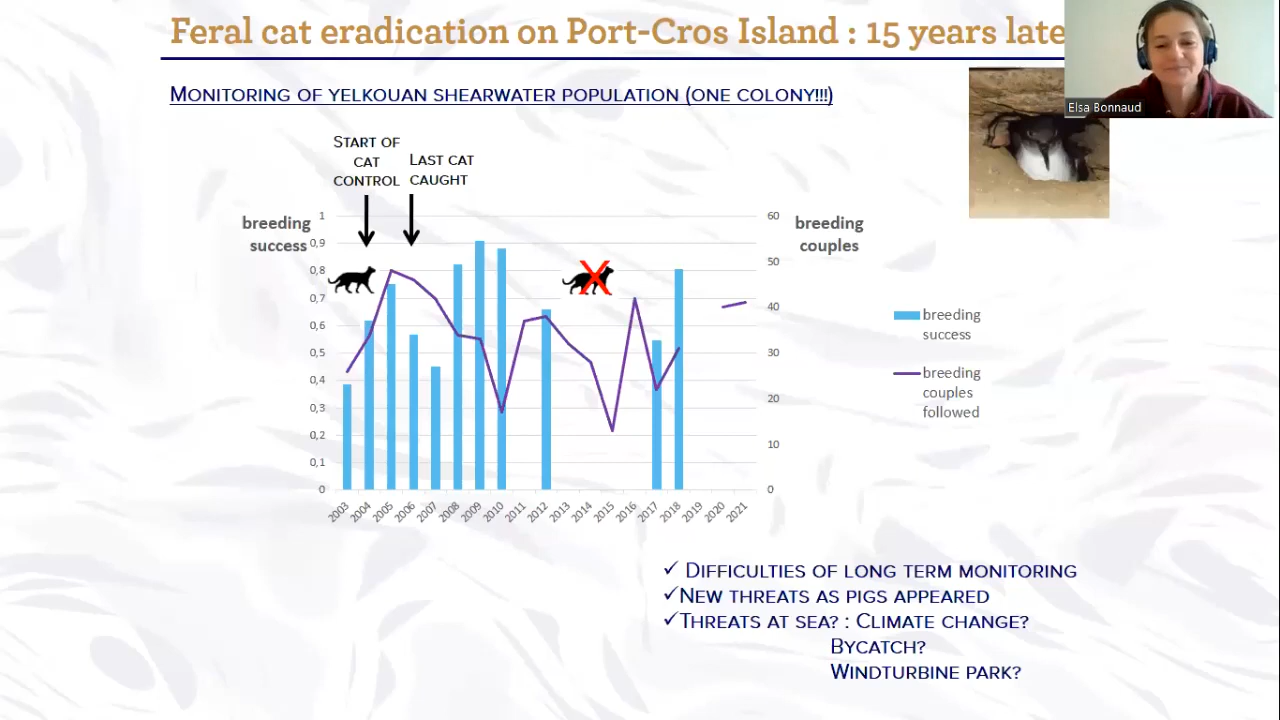 Feral cat eradication on Port-Cros Island : 15 years late
Elsa Bonnaud
MONITORING OF YELKOUAN SHEARWATER POPULATION (ONE COLONY!!!)
START OF
CAT
CONTROL
LAST CAT
CAUGHT
breeding
success
1
0,9
0,8
0,7
0,6
0,5
0,4
0,3
0,2
0,1
0
60
50
40
30
20
10
0
breeding
couples
2003
2004
2005
2006
2007
2008
2009
2010
2011
2012
2013
2014
2015
2016
2017
2018
2019
2020
2021
breeding
success
breeding
couples
followed
✓ DIFFICULTIES OF LONG TERM MONITORING
✓NEW THREATS AS PIGS APPEARED
✓THREATS AT SEA? : CLIMATE CHANGE?
BYCATCH?
WINDTURBINE PARK?